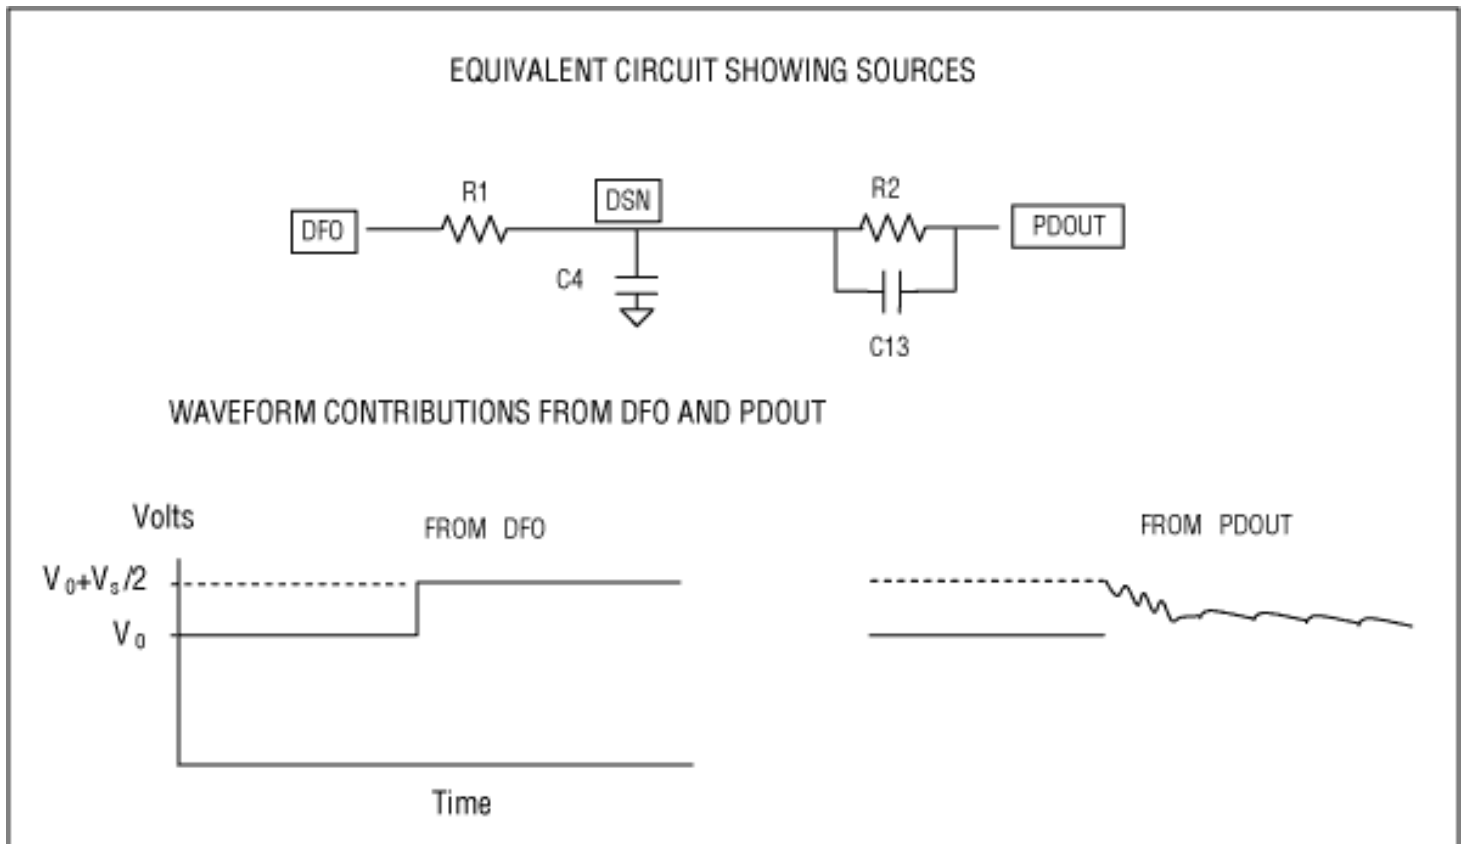 EQUIVALENT CIRCUIT SHOWING SOURCES
R1
DSN
R2
DFO
PDOUT
C4
C13
WAVEFORM CONTRIBUTIONS FROM DFO AND PDOUT
Volts
FROM DFO
FROM PDOUT
V0+Vs/2
V0
Time